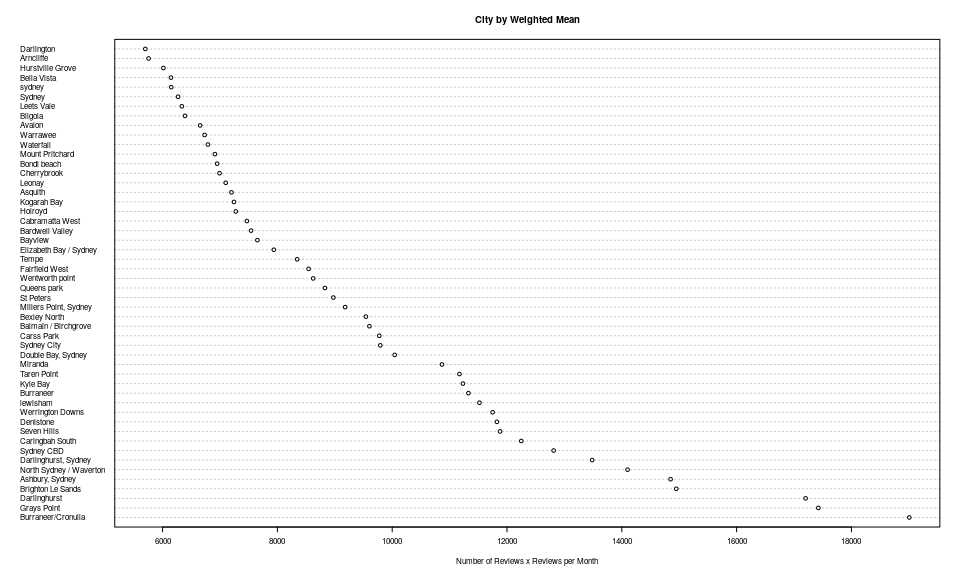 City by Weighted Mean
Darlington
Arncliffe
Hurstville Grove
Bella Vista
sydney
Sydney
Leets Vale
Bilgola
Avalon
Warrawee
Waterfall
Mount Pritchard
Bondi beach
Cherrybrook
Leonay
Asquith
Kogarah Bay
Holroyd
Cabramatta West
Bardwell Valley
Bayview
Elizabeth Bay / Sydney
Tempe
Fairfield West
Wentworth point
Queens park
St Peters
Millers Point, Sydney
Bexley North
Balmain / Birchgrove
Carss Park
Sydney City
Double Bay, Sydney
Miranda
Taren Point
Kyle Bay
Burraneer
lewisham
Werrington Downs
Denistone
Seven Hills
Caringbah South
Sydney CBD
Darlinghurst, Sydney
North Sydney / Waverton
Ashbury, Sydney
Brighton Le Sands
Darlinghurst
Grays Point
Burraneer/Cronulla
6000 8000 10000 12000 14000 16000 18000
Number of Reviews x Reviews per Month